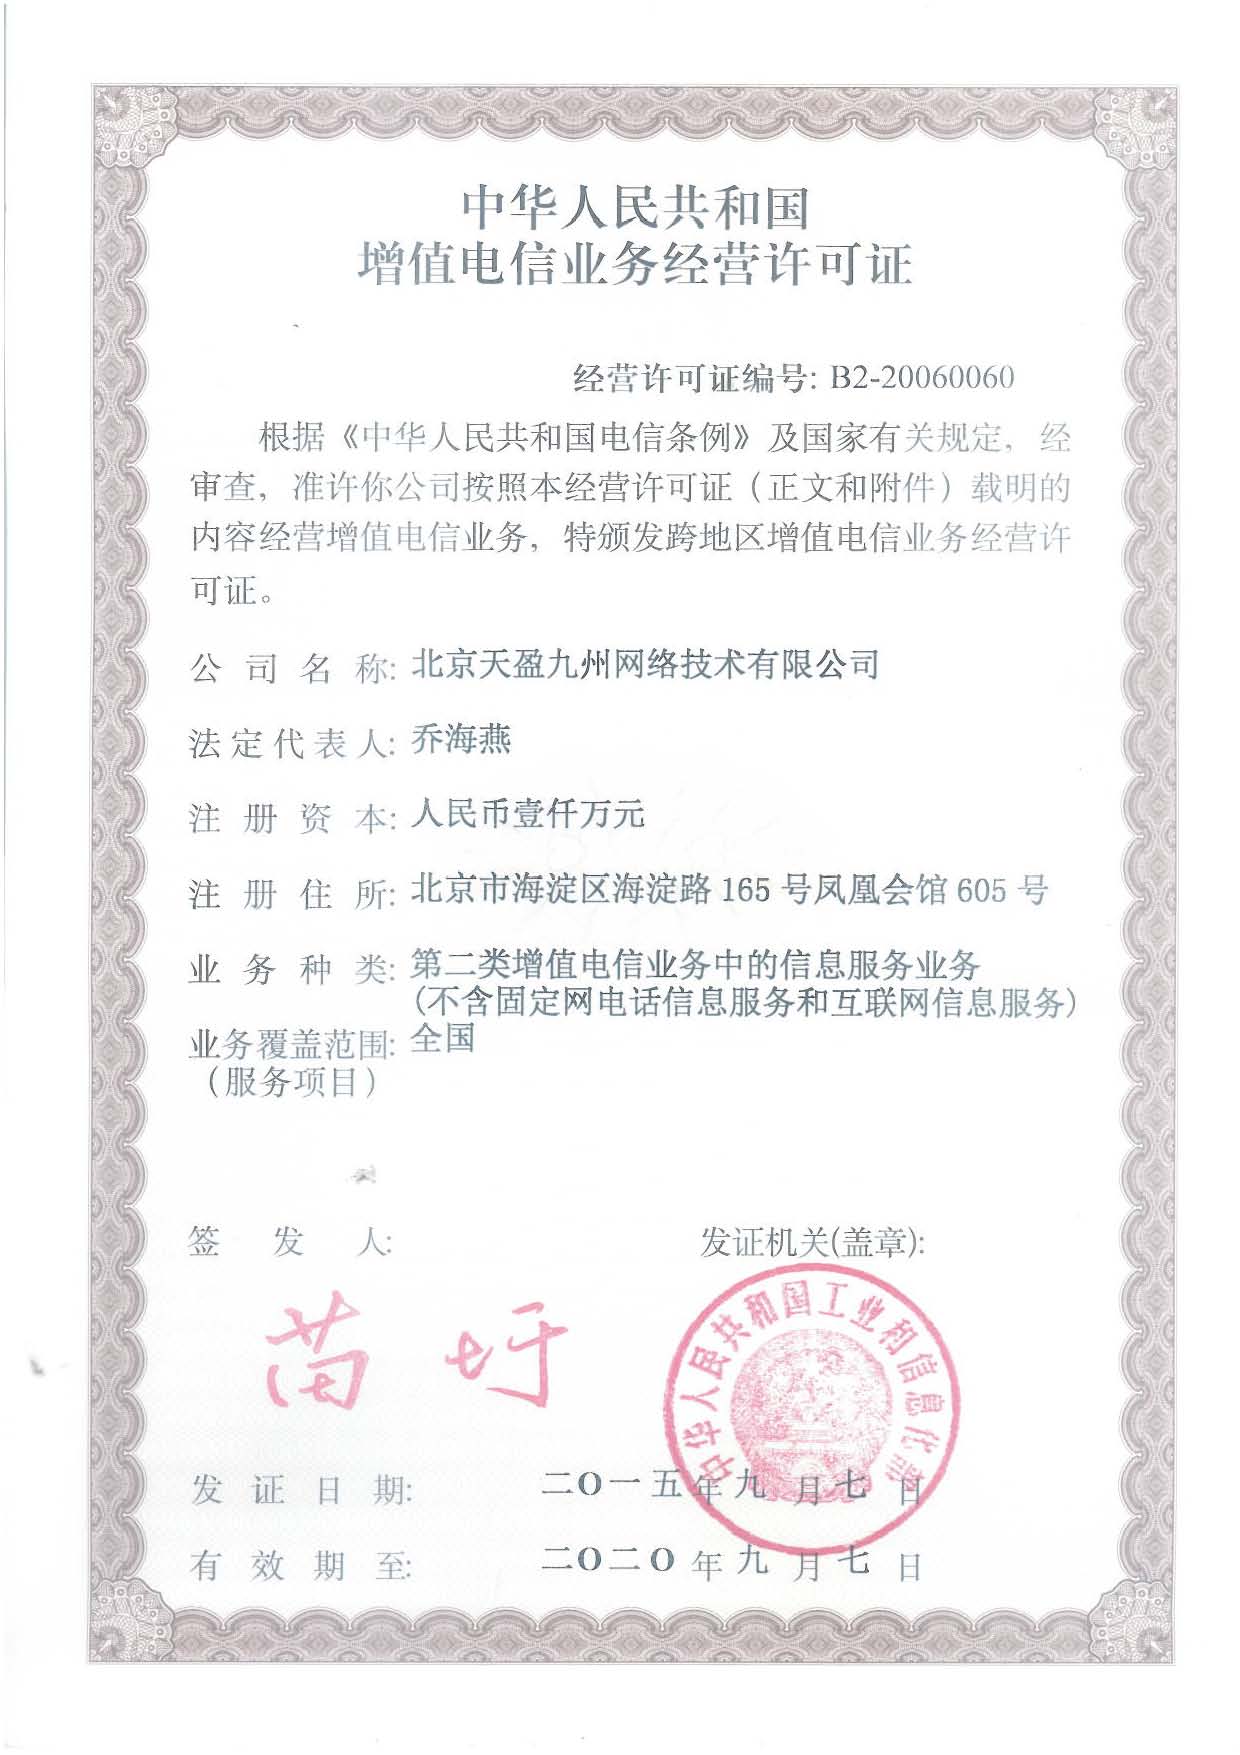 中华人民共和国
增值电信业务经营许可证
经营许可证编号: B2-20060060
根据《中华人民共和国电信条例》及国家有关规定，经
审查，准许你公司按照本经营许可证（正文和附件）载明的
内容经营增值电信业务，特颁发跨地区增值电信业务经营许
可证。
公司名称: 北京天盈九州网络技术有限公司
法定代表人: 乔海燕
注册资本: 人民币壹仟万元
注册住所: 北京市海淀区海淀路 165 号凤凰会馆 605 号
业务种类: 第二类增值电信业务中的信息服务业务
(不含固定网电话信息服务和互联网信息服务)
业务覆盖范围: 全国
（服务项目）
签发人: 发证机关(盖章):
苗圩
中华人民共和国工业和信息化部
发证日期: 二〇一五年九月七日
有效期至: 二〇二〇年九月七日